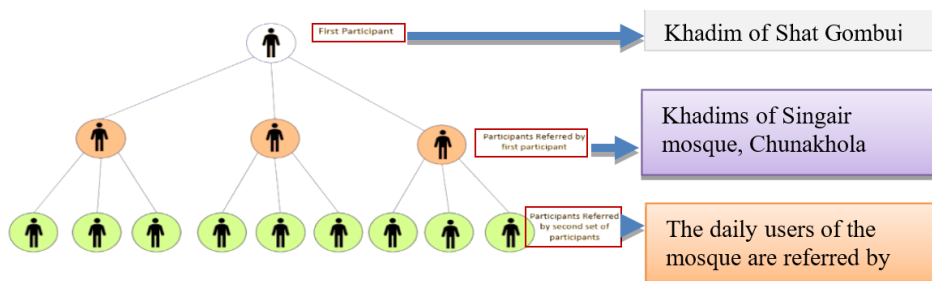 First Participant
Khadim of Shat Gombui
Participants Referred by
first participant
Khadims of Singair
mosque, Chunakhola
Participants Referred
by second set of
participants
The daily users of the
mosque are referred by